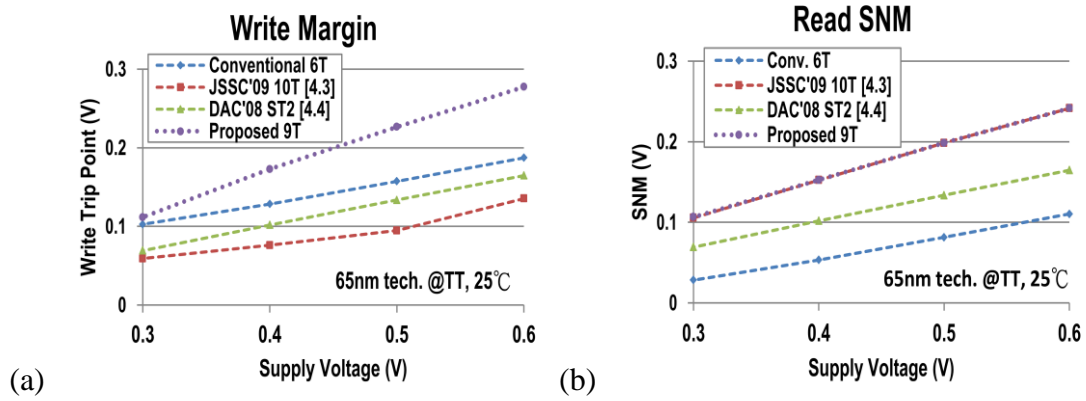 Write Margin
Conventional 6T
JSSC'09 10T [4.3]
DAC'08 ST2 [4.4]
Proposed 9T
Write Trip Point (V)
0.3
0.2
0.1
0
65nm tech. @TT, 25℃
0.3 0.4 0.5 0.6
Supply Voltage (V)
(a)
Read SNM
Conv. 6T
JSSC'09 10T [4.3]
DAC'08 ST2 [4.4]
Proposed 9T
SNM (V)
0.3
0.2
0.1
0
65nm tech. @TT, 25℃
0.3 0.4 0.5 0.6
Supply Voltage (V)
(b)